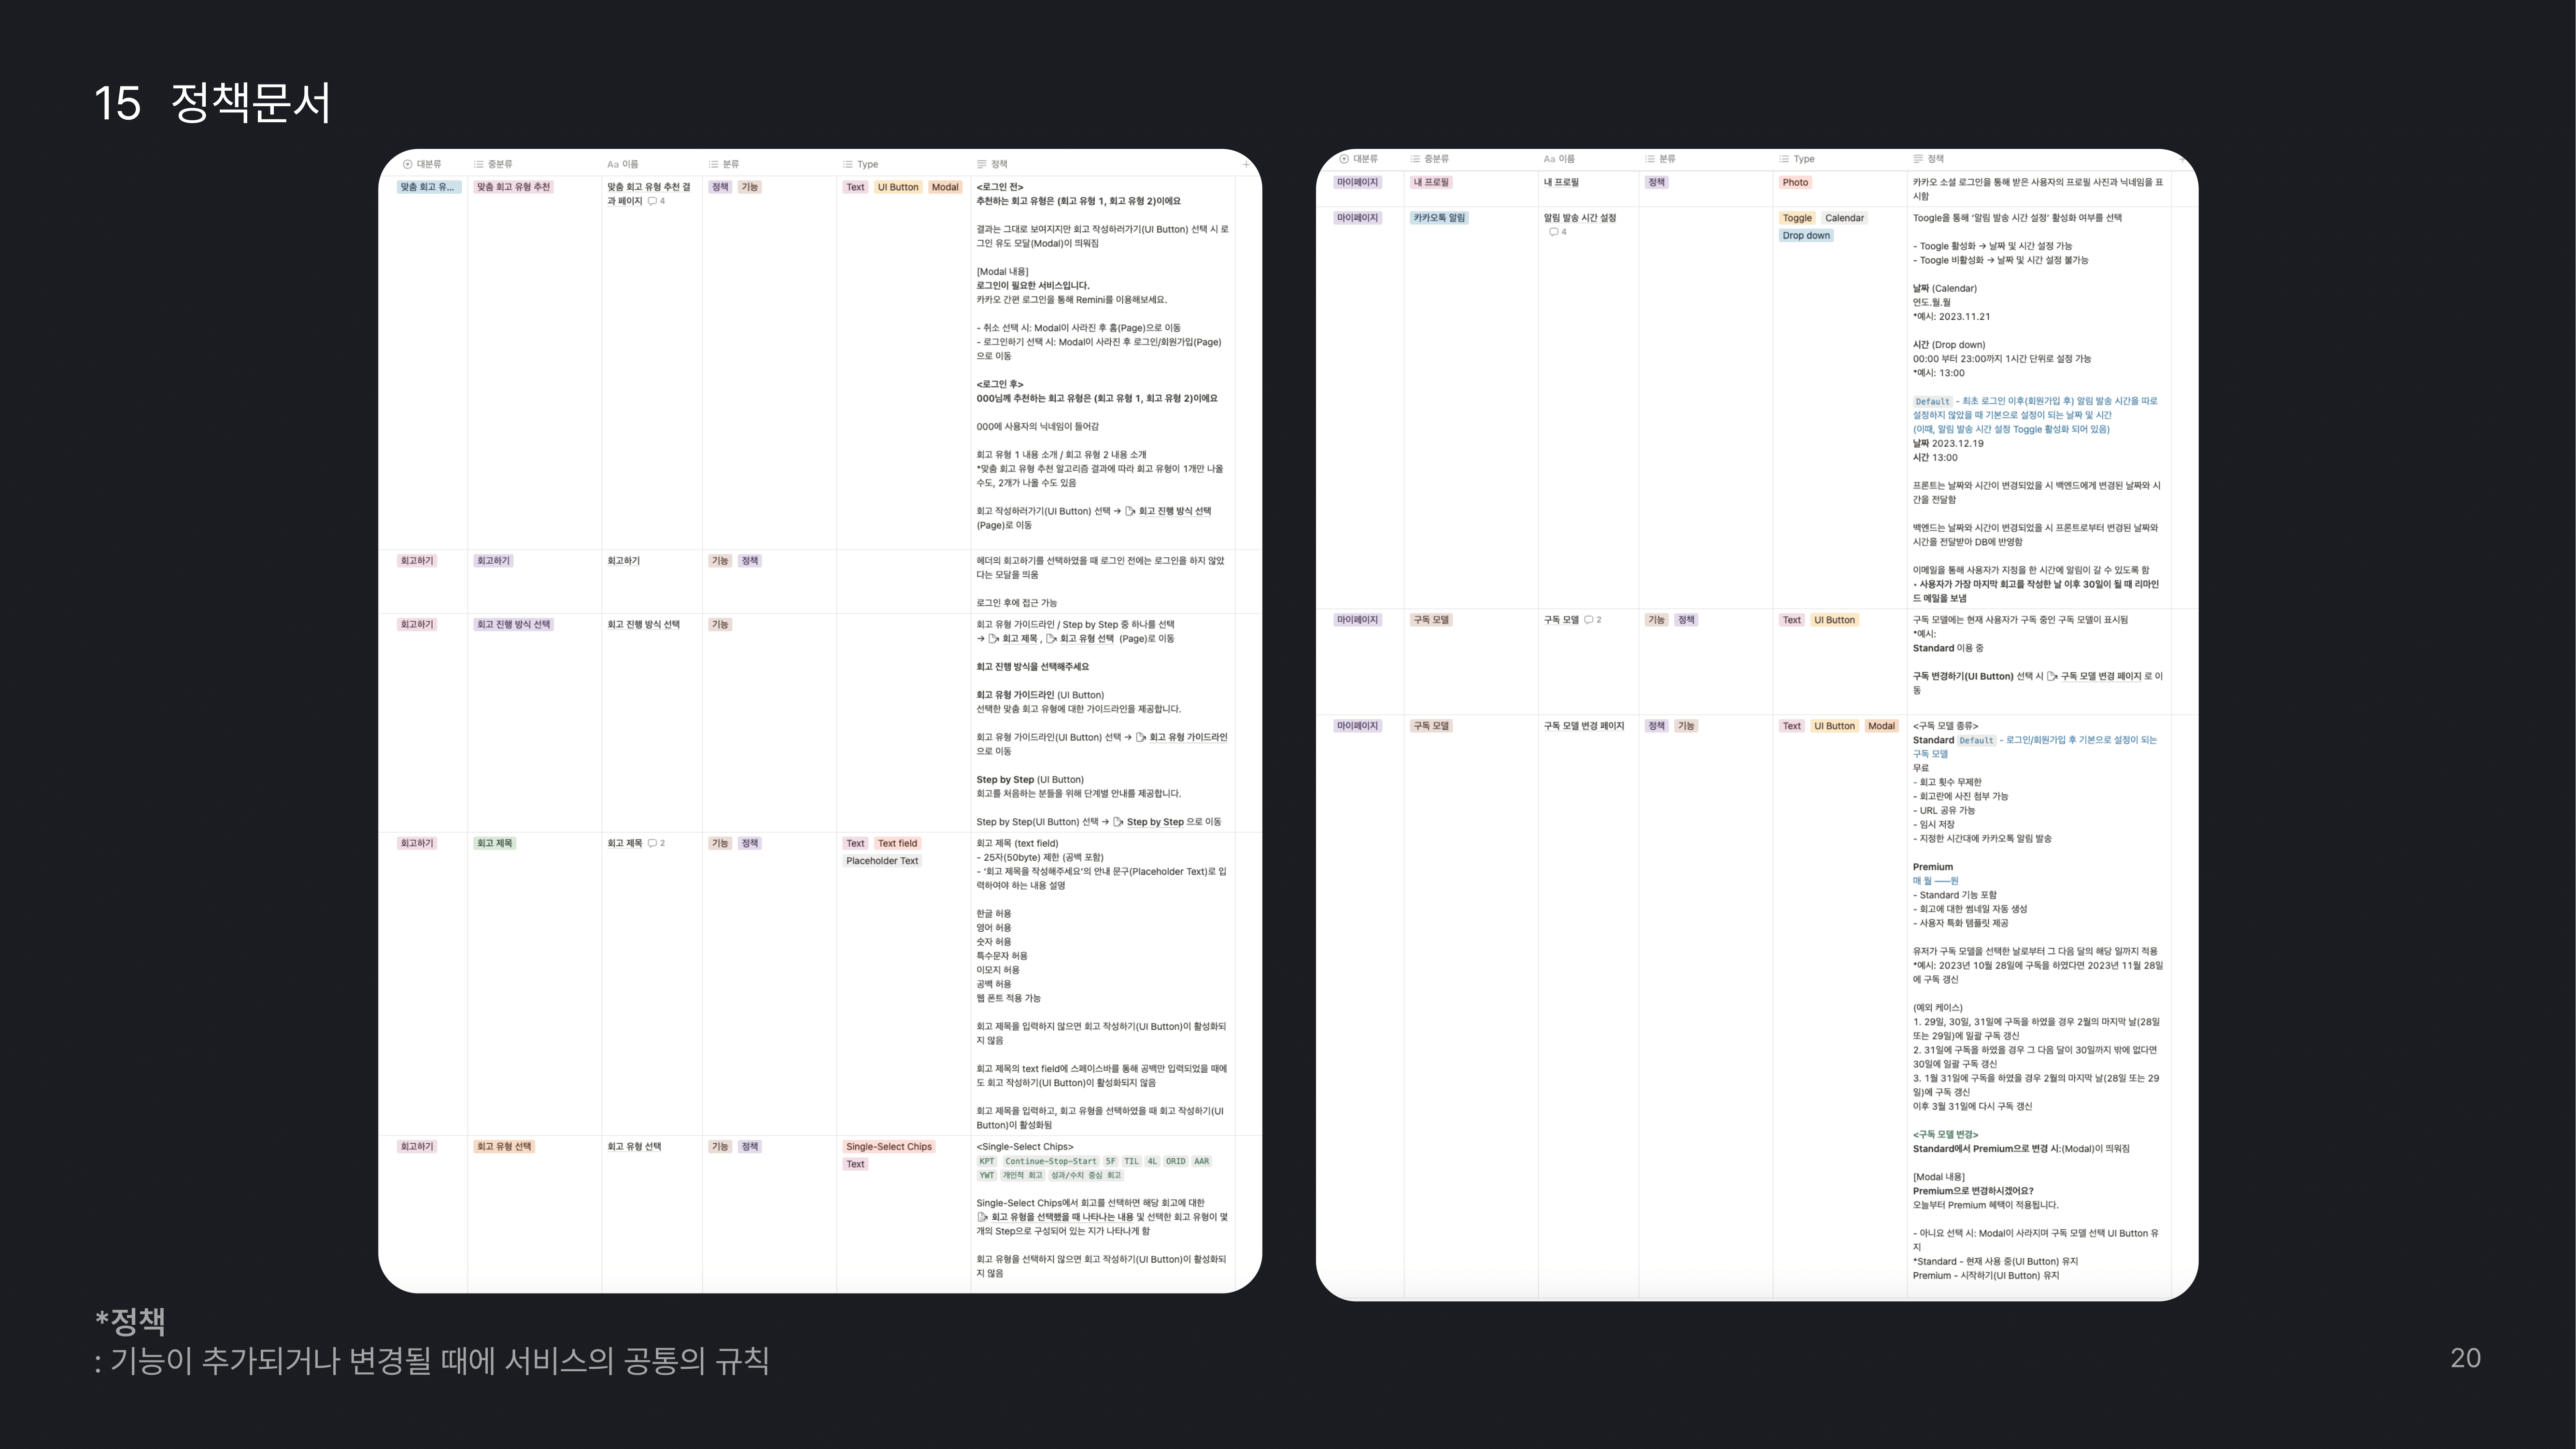 15 정책문서
대분류 중분류 Aa 이름 분류 Type 정책 +
맞춤 회고 유... 맞춤 회고 유형 추천 맞춤 회고 유형 추천 결 정책 기능 Text UI Button Modal <로그인 전>
과 페이지 4 추천하는 회고 유형은 (회고 유형 1, 회고 유형 2)이에요
결과는 그대로 보여지지만 회고 작성하러가기(UI Button) 선택 시 로
그인 유도 모달(Modal)이 띄워짐
[Modal 내용]
로그인이 필요한 서비스입니다.
카카오 간편 로그인을 통해 Remini를 이용해보세요.
- 취소 선택 시: Modal이 사라진 후 홈(Page)으로 이동
- 로그인하기 선택 시: Modal이 사라진 후 로그인/회원가입(Page)
으로 이동
<로그인 후>
000님께 추천하는 회고 유형은 (회고 유형 1, 회고 유형 2)이에요
000에 사용자의 닉네임이 들어감
회고 유형 1 내용 소개 / 회고 유형 2 내용 소개
*맞춤 회고 유형 추천 알고리즘 결과에 따라 회고 유형이 1개만 나올
수도, 2개가 나올 수도 있음
회고 작성하러가기(UI Button) 선택 → 회고 진행 방식 선택
(Page)로 이동
회고하기 회고하기 회고하기 기능 정책 헤더의 회고하기를 선택하였을 때 로그인 전에는 로그인을 하지 않았
다는 모달을 띄움
로그인 후에 접근 가능
회고하기 회고 진행 방식 선택 회고 진행 방식 선택 기능 회고 유형 가이드라인 / Step by Step 중 하나를 선택
→ 회고 제목 , 회고 유형 선택 (Page)로 이동
회고 진행 방식을 선택해주세요
회고 유형 가이드라인 (UI Button)
선택한 맞춤 회고 유형에 대한 가이드라인을 제공합니다.
회고 유형 가이드라인(UI Button) 선택 → 회고 유형 가이드라인
으로 이동
Step by Step (UI Button)
회고를 처음하는 분들을 위해 단계별 안내를 제공합니다.
Step by Step(UI Button) 선택 → Step by Step 으로 이동
회고하기 회고 제목 회고 제목 2 기능 정책 Text Text field 회고 제목 (text field)
Placeholder Text - 25자(50byte) 제한 (공백 포함)
- '회고 제목을 작성해주세요'의 안내 문구(Placeholder Text)로 입
력하여야 하는 내용 설명
한글 허용
영어 허용
숫자 허용
특수문자 허용
이모지 허용
공백 허용
웹 폰트 적용 가능
회고 제목을 입력하지 않으면 회고 작성하기(UI Button)이 활성화되
지 않음
회고 제목의 text field에 스페이스바를 통해 공백만 입력되었을 때에
도 회고 작성하기(UI Button)이 활성화되지 않음
회고 제목을 입력하고, 회고 유형을 선택하였을 때 회고 작성하기(UI
Button)이 활성화됨
회고하기 회고 유형 선택 회고 유형 선택 기능 정책 Single-Select Chips <Single-Select Chips>
Text KPT Continue-Stop-Start 5F TIL 4L ORID AAR
YWT 개인적 회고 성과/수치 중심 회고
Single-Select Chips에서 회고를 선택하면 해당 회고에 대한
회고 유형을 선택했을 때 나타나는 내용 및 선택한 회고 유형이 몇
개의 Step으로 구성되어 있는 지가 나타나게 함
회고 유형을 선택하지 않으면 회고 작성하기(UI Button)이 활성화되
지 않음
대분류 중분류 Aa 이름 분류 Type 정책
마이페이지 내 프로필 내 프로필 정책 Photo 카카오 소셜 로그인을 통해 받은 사용자의 프로필 사진과 닉네임을 표
시함
마이페이지 카카오톡 알림 알림 발송 시간 설정 Toggle Calendar Toogle을 통해 '알림 발송 시간 설정' 활성화 여부를 선택
4 Drop down
- Toogle 활성화 → 날짜 및 시간 설정 가능
- Toogle 비활성화 → 날짜 및 시간 설정 불가능
날짜 (Calendar)
연도.월.월
*예시: 2023.11.21
시간 (Drop down)
00:00 부터 23:00까지 1시간 단위로 설정 가능
*예시: 13:00
Default - 최초 로그인 이후(회원가입 후) 알림 발송 시간을 따로
설정하지 않았을 때 기본으로 설정이 되는 날짜 및 시간
(이때, 알림 발송 시간 설정 Toggle 활성화 되어 있음)
날짜 2023.12.19
시간 13:00
프론트는 날짜와 시간이 변경되었을 시 백엔드에게 변경된 날짜와 시
간을 전달함
백엔드는 날짜와 시간이 변경되었을 시 프론트로부터 변경된 날짜와
시간을 전달받아 DB에 반영함
이메일을 통해 사용자가 지정을 한 시간에 알림이 갈 수 있도록 함
• 사용자가 가장 마지막 회고를 작성한 날 이후 30일이 될 때 리마인
드 메일을 보냄
마이페이지 구독 모델 구독 모델 2 기능 정책 Text UI Button 구독 모델에는 현재 사용자가 구독 중인 구독 모델이 표시됨
*예시:
Standard 이용 중
구독 변경하기(UI Button) 선택 시 구독 모델 변경 페이지 로 이
동
마이페이지 구독 모델 구독 모델 변경 페이지 정책 기능 Text UI Button Modal <구독 모델 종류>
Standard Default - 로그인/회원가입 후 기본으로 설정이 되는
구독 모델
무료
- 회고 횟수 무제한
- 회고란에 사진 첨부 가능
- URL 공유 가능
- 임시 저장
- 지정한 시간대에 카카오톡 알림 발송
Premium
매 월 ——원
- Standard 기능 포함
- 회고에 대한 썸네일 자동 생성
- 사용자 특화 템플릿 제공
유저가 구독 모델을 선택한 날로부터 그 다음 달의 해당 일까지 적용
*예시: 2023년 10월 28일에 구독을 하였다면 2023년 11월 28일
에 구독 갱신
(예외 케이스)
1. 29일, 30일, 31일에 구독을 하였을 경우 2월의 마지막 날(28일
또는 29일)에 일괄 구독 갱신
2. 31일에 구독을 하였을 경우 그 다음 달이 30일까지 밖에 없다면
30일에 일괄 구독 갱신
3. 1월 31일에 구독을 하였을 경우 2월의 마지막 날(28일 또는 29
일)에 구독 갱신
이후 3월 31일에 다시 구독 갱신
<구독 모델 변경>
Standard에서 Premium으로 변경 시:(Modal)이 띄워짐
[Modal 내용]
Premium으로 변경하시겠어요?
오늘부터 Premium 혜택이 적용됩니다.
- 아니요 선택 시: Modal이 사라지며 구독 모델 선택 UI Button 유
지
*Standard - 현재 사용 중(UI Button) 유지
Premium - 시작하기(UI Button) 유지
*정책
: 기능이 추가되거나 변경될 때에 서비스의 공통의 규칙
20